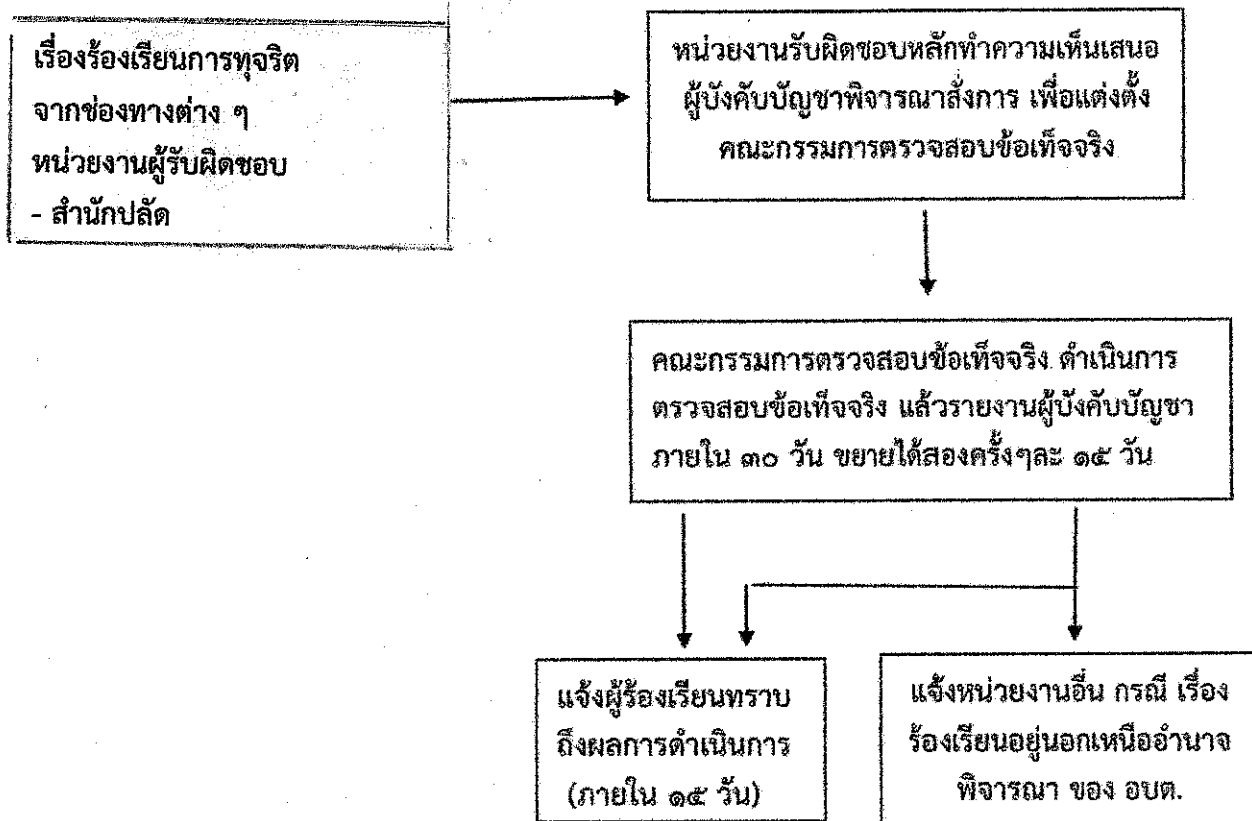 เรื่องร้องเรียนการทุจริต
จากช่องทางต่าง ๆ
หน่วยงานผู้รับผิดชอบ
- สำนักปลัด
หน่วยงานรับผิดชอบหลักทำความเห็นเสนอ
ผู้บังคับบัญชาพิจารณาสั่งการ เพื่อแต่งตั้ง
คณะกรรมการตรวจสอบข้อเท็จจริง
คณะกรรมการตรวจสอบข้อเท็จจริง ดำเนินการ
ตรวจสอบข้อเท็จจริง แล้วรายงานผู้บังคับบัญชา
ภายใน ๓๐ วัน ขยายได้สองครั้งๆละ ๑๕ วัน
แจ้งผู้ร้องเรียนทราบ
ถึงผลการดำเนินการ
(ภายใน ๑๕ วัน)
แจ้งหน่วยงานอื่น กรณี เรื่อง
ร้องเรียนอยู่นอกเหนืออำนาจ
พิจารณา ของ อบต.